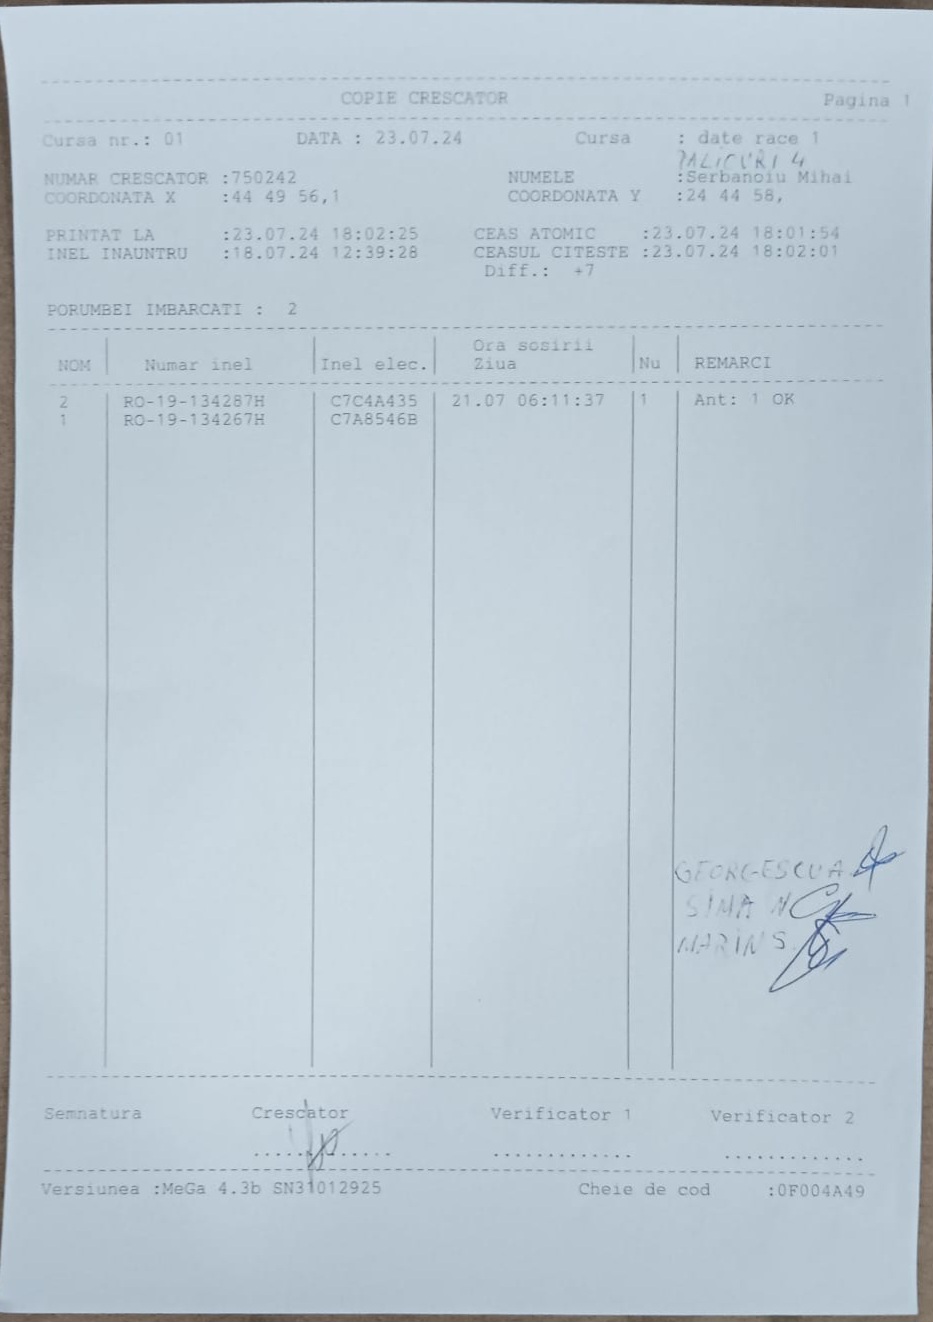 COPIE CRESCATOR Pagina 1
Cursa nr.: 01 DATA : 23.07.24 Cursa : date race 1
PALICURI 4
NUMAR CRESCATOR :750242 NUMELE :Serbanoiu Mihai
COORDONATA X :44 49 56,1 COORDONATA Y :24 44 58,
PRINTAT LA :23.07.24 18:02:25 CEAS ATOMIC :23.07.24 18:01:54
INEL INAUNTRU :18.07.24 12:39:28 CEASUL CITESTE :23.07.24 18:02:01
Diff.: +7
PORUMBEI IMBARCATI : 2
Ora sosirii
NOM Numar inel Inel elec. Ziua Nu REMARCI
2 RO-19-134287H C7C4A435 21.07 06:11:37 1 Ant: 1 OK
1 RO-19-134267H C7A8546B
GEORGESCU A
SIMA N
MARIN S.
Semnatura Crescator Verificator 1 Verificator 2
Versiunea :MeGa 4.3b SN31012925 Cheie de cod :0F004A49